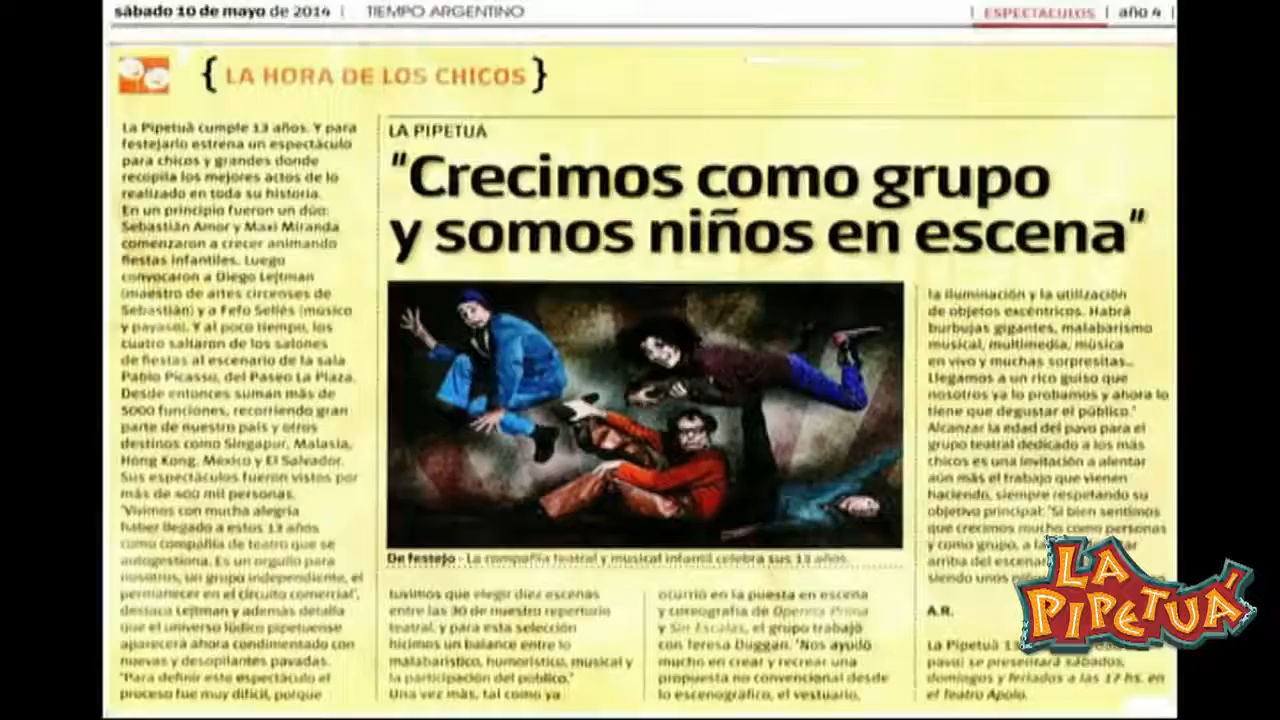 sábado 10 de mayo de 2014 | TIEMPO ARGENTINO
| ESPECTACULOS | año 4 |
{ LA HORA DE LOS CHICOS }
La Pipetuá cumple 13 años. Y para
festejarlo estrena un espectáculo
para chicos y grandes donde
recopila los mejores actos de lo
realizado en toda su historia.
En un principio fueron un dúo:
Sebastián Amor y Maxi Miranda
comenzaron a crecer animando
fiestas infantiles. Luego
convocaron a Diego Lejtman
(maestro de artes circenses de
Sebastián) y a Fefo Sellés (músico
y payaso). Y al poco tiempo, los
cuatro saltaron de los salones
de fiestas al escenario de la sala
Pablo Picasso, del Paseo La Plaza.
Desde entonces suman más de
5000 funciones, recorriendo gran
parte de nuestro país y otros
destinos como Singapur, Malasia,
Hong Kong, México y El Salvador.
Sus espectáculos fueron vistos por
más de 400 mil personas.
"Vivimos con mucha alegría
haber llegado a estos 13 años
como compañía de teatro que se
autogestiona. Es un orgullo para
nosotros, un grupo independiente, el
permanecer en el circuito comercial",
destaca Lejtman y además detalla
que el universo lúdico pipetuense
aparecerá ahora condimentado con
nuevas y desopilantes pavadas.
"Para definir este espectáculo el
proceso fue muy difícil, porque
LA PIPETUÁ
"Crecimos como grupo
y somos niños en escena"
De festejo - La compañía teatral y musical infantil celebra sus 13 años.
tuvimos que elegir diez escenas
entre las 30 de nuestro repertorio
teatral, y para esta selección
hicimos un balance entre lo
malabarístico, humorístico, musical y
la participación del público."
Una vez más, tal como ya
ocurrió en la puesta en escena
y coreografía de Opereta Prima
y Sin Escalas, el grupo trabajó
con Teresa Duggan. "Nos ayudó
mucho en crear y recrear una
propuesta no convencional desde
lo escenográfico, el vestuario,
la iluminación y la utilización
de objetos excéntricos. Habrá
burbujas gigantes, malabarismo
musical, multimedia, música
en vivo y muchas sorpresitas...
Llegamos a un rico guiso que
nosotros ya lo probamos y ahora lo
tiene que degustar el público."
Alcanzar la edad del pavo para el
grupo teatral dedicado a los más
chicos es una invitación a alentar
aún más el trabajo que vienen
haciendo, siempre respetando su
objetivo principal: "Si bien sentimos
que crecimos mucho como personas
y como grupo, a la
arriba del escenar
siendo unos
A.R.
La Pipetuá 13
pavo) se presentará sábados,
domingos y feriados a las 17 hs. en
el Teatro Apolo.
LA
PIPETUÁ